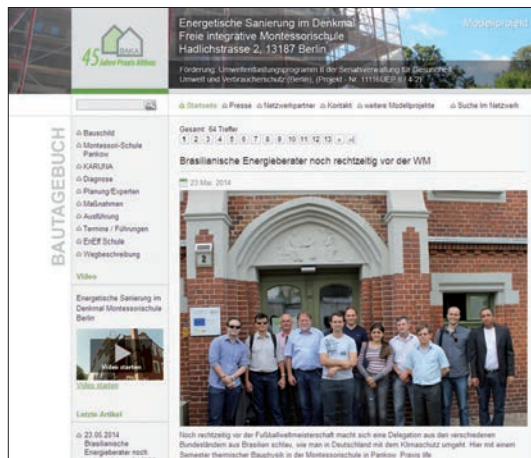 Energetische Sanierung im Denkmal
Freie integrative Montessorischule
Hadlichstrasse 2, 13187 Berlin
Modellprojekt
BAKA
45 Jahre Praxis Altbau
Förderung: Umweltentlastungsprogramm II der Senatsverwaltung für Gesundheit,
Umwelt und Verbraucherschutz (Berlin), (Projekt - Nr.
Startseite Presse Netzwerkpartner Kontakt weitere Modellprojekte Suche im Netzwerk
BAUTAGEBUCH
Bauschild
Montessori-Schule
Pankow
KARUNA
Diagnose
Planung/Experten
Maßnahmen
Ausführung
Termine / Führungen
EnEff Schule
Wegbeschreibung
Video
Energetische Sanierung im
Denkmal Montessorischule
Berlin
Video starten
Video starten
Letzte Artikel
23.05.2014
Brasilianische
Energieberater noch
Gesamt: 64 Treffer
1 2 3 4 5 6 7 8 9 10 11 12 13 » »|
Brasilianische Energieberater noch rechtzeitig vor der WM
23 Mai, 2014
2
Noch rechtzeitig vor der Fußballweltmeisterschaft macht sich eine Delegation aus den verschiedenen
Bundesländern aus Brasilien schlau, wie man in Deutschland mit dem Klimaschutz umgeht. Hier mit einem
Semester thermischer Bauphysik in der Montessorischule in Pankow. Praxis life.